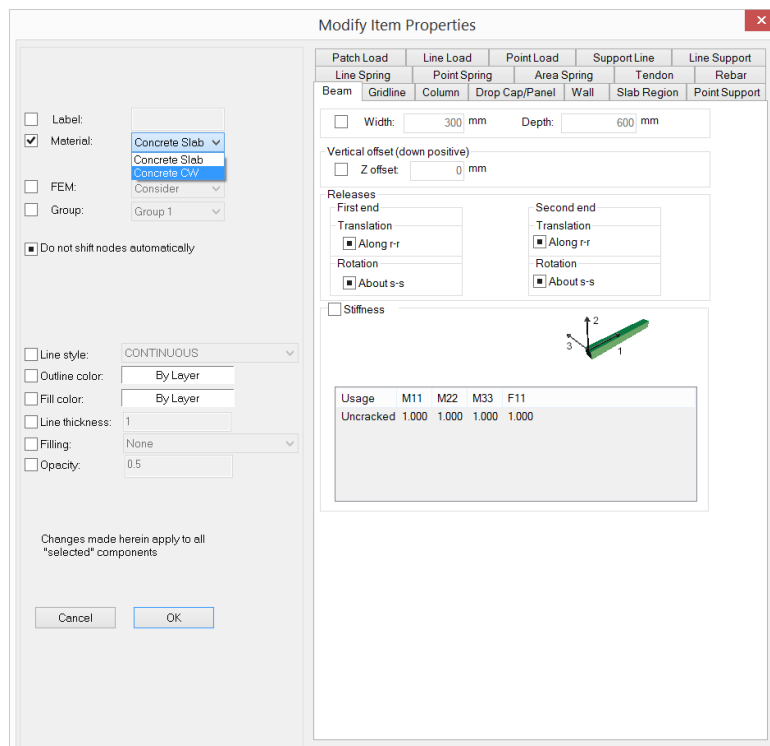 Modify Item Properties
Label:
Material: Concrete Slab
Concrete Slab
Concrete CW
FEM: Consider
Group: Group 1
Do not shift nodes automatically
Line style: CONTINUOUS
Outline color: By Layer
Fill color: By Layer
Line thickness: 1
Filling: None
Opacity: 0.5
Changes made herein apply to all
"selected" components
Cancel OK
Patch Load Line Load Point Load Support Line Line Support
Line Spring Point Spring Area Spring Tendon Rebar
Beam Gridline Column Drop Cap/Panel Wall Slab Region Point Support
Width: 300 mm Depth: 600 mm
Vertical offset (down positive)
Z offset: 0 mm
Releases
First end Second end
Translation Translation
Along r-r Along r-r
Rotation Rotation
About s-s About s-s
Stiffness
2
3 1
Usage M11 M22 M33 F11
Uncracked 1.000 1.000 1.000 1.000